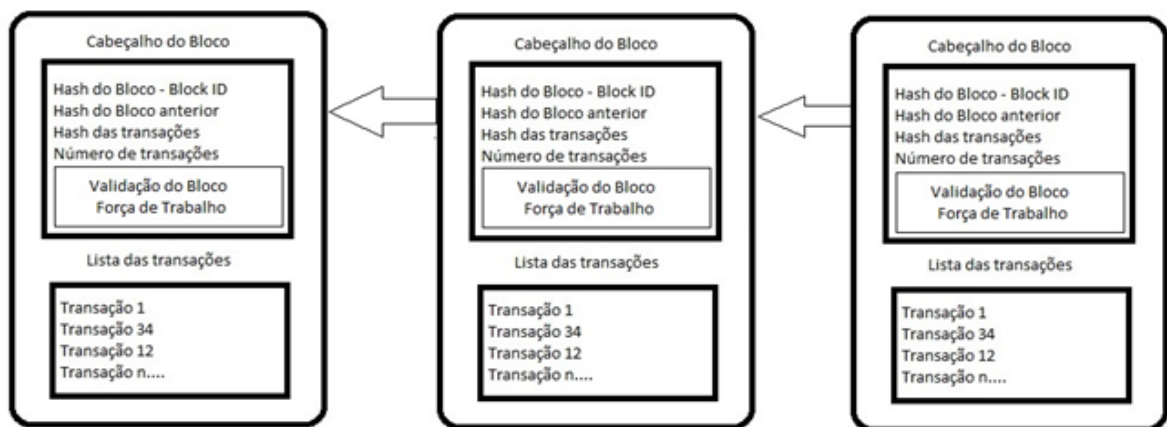 Cabeçalho do Bloco
Hash do Bloco - Block ID
Hash do Bloco anterior
Hash das transações
Número de transações
Validação do Bloco
Força de Trabalho
Lista das transações
Transação 1
Transação 34
Transação 12
Transação n....
Cabeçalho do Bloco
Hash do Bloco - Block ID
Hash do Bloco anterior
Hash das transações
Número de transações
Validação do Bloco
Força de Trabalho
Lista das transações
Transação 1
Transação 34
Transação 12
Transação n....
Cabeçalho do Bloco
Hash do Bloco - Block ID
Hash do Bloco anterior
Hash das transações
Número de transações
Validação do Bloco
Força de Trabalho
Lista das transações
Transação 1
Transação 34
Transação 12
Transação n....